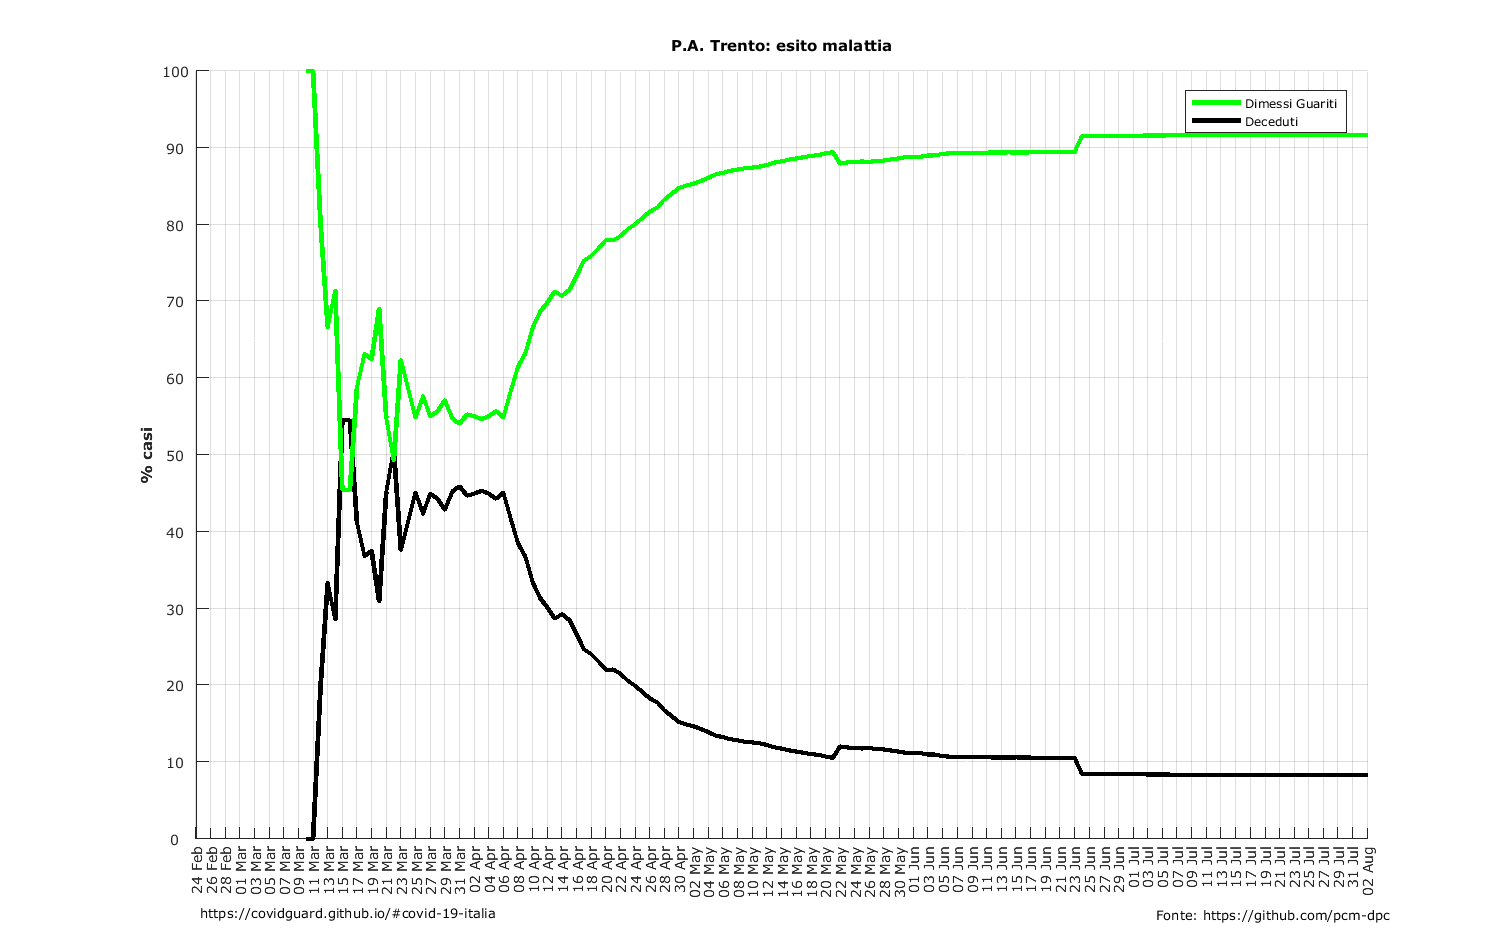 P.A. Trento: esito malattia
Dimessi Guariti
Deceduti
% casi
100
90
80
70
60
50
40
30
20
10
0
24 Feb
26 Feb
28 Feb
01 Mar
03 Mar
05 Mar
07 Mar
09 Mar
11 Mar
13 Mar
15 Mar
17 Mar
19 Mar
21 Mar
23 Mar
25 Mar
27 Mar
29 Mar
31 Mar
02 Apr
04 Apr
06 Apr
08 Apr
10 Apr
12 Apr
14 Apr
16 Apr
18 Apr
20 Apr
22 Apr
24 Apr
26 Apr
28 Apr
30 Apr
02 May
04 May
06 May
08 May
10 May
12 May
14 May
16 May
18 May
20 May
22 May
24 May
26 May
28 May
30 May
01 Jun
03 Jun
05 Jun
07 Jun
09 Jun
11 Jun
13 Jun
15 Jun
17 Jun
19 Jun
21 Jun
23 Jun
25 Jun
27 Jun
29 Jun
01 Jul
03 Jul
05 Jul
07 Jul
09 Jul
11 Jul
13 Jul
15 Jul
17 Jul
19 Jul
21 Jul
23 Jul
25 Jul
27 Jul
29 Jul
31 Jul
02 Aug
https://covidguard.github.io/#covid-19-italia
Fonte: https://github.com/pcm-dpc